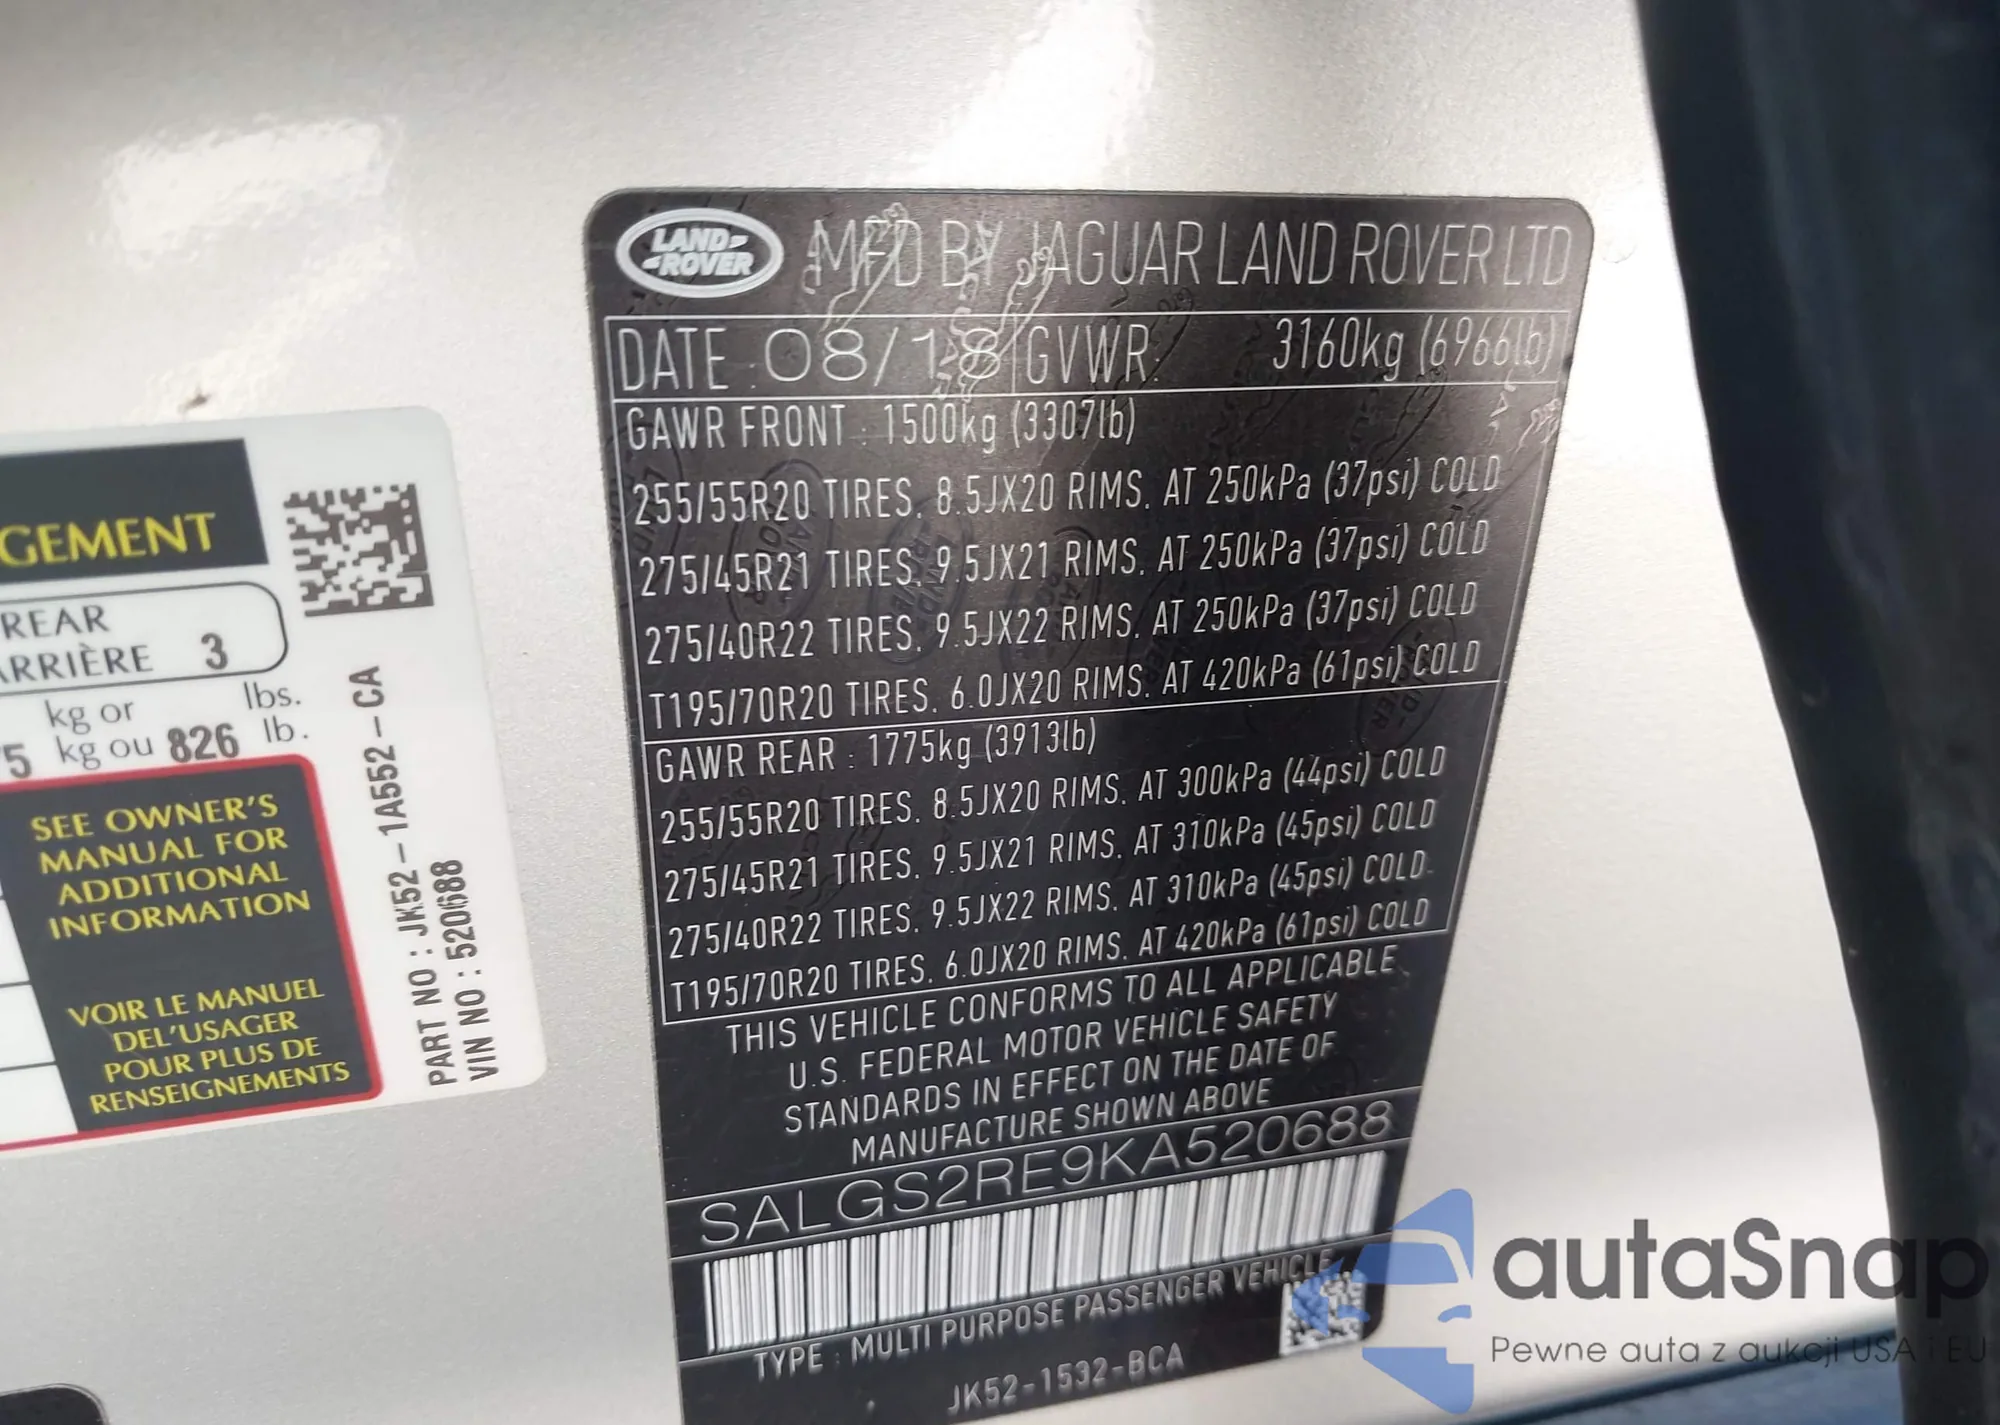 GEMENT
REAR
ARRIÈRE 3
kg or lbs.
5 kg ou 826 lb.
SEE OWNER'S
MANUAL FOR
ADDITIONAL
INFORMATION
VOIR LE MANUEL
DEL'USAGER
POUR PLUS DE
RENSEIGNEMENTS
PART NO : JK52-1A552-CA
VIN NO : 520688
LAND-
-ROVER
MFD BY JAGUAR LAND ROVER LTD
DATE : 08/18 GVWR: 3160kg (6966lb)
GAWR FRONT : 1500kg (3307lb)
255/55R20 TIRES. 8.5JX20 RIMS. AT 250kPa (37psi) COLD
275/45R21 TIRES. 9.5JX21 RIMS. AT 250kPa (37psi) COLD
275/40R22 TIRES. 9.5JX22 RIMS. AT 250kPa (37psi) COLD
T195/70R20 TIRES. 6.0JX20 RIMS. AT 420kPa (61psi) COLD
GAWR REAR : 1775kg (3913lb)
255/55R20 TIRES. 8.5JX20 RIMS. AT 300kPa (44psi) COLD
275/45R21 TIRES. 9.5JX21 RIMS. AT 310kPa (45psi) COLD
275/40R22 TIRES. 9.5JX22 RIMS. AT 310kPa (45psi) COLD.
T195/70R20 TIRES. 6.0JX20 RIMS. AT 420kPa (61psi) COLD
THIS VEHICLE CONFORMS TO ALL APPLICABLE
U.S. FEDERAL MOTOR VEHICLE SAFETY
STANDARDS IN EFFECT ON THE DATE OF
MANUFACTURE SHOWN ABOVE
SALGS2RE9KA520688
TYPE : MULTI PURPOSE PASSENGER VEHICLE
JK52-1532-BCA
autaSnap
Pewne auta z aukcji USA i EU